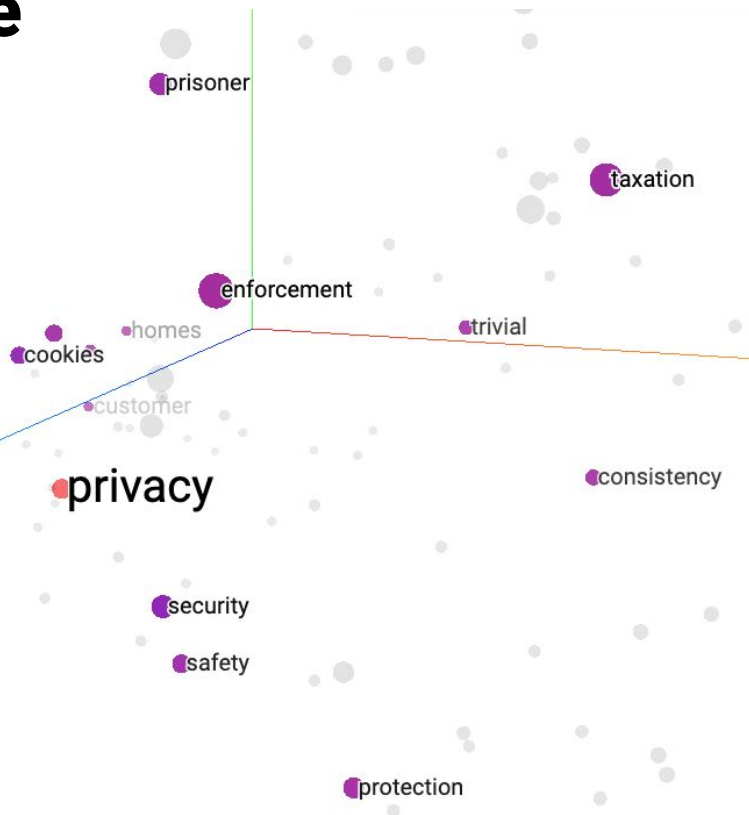 e
prisoner
taxation
enforcement
homes
trivial
cookies
customer
consistency
privacy
security
safety
protection